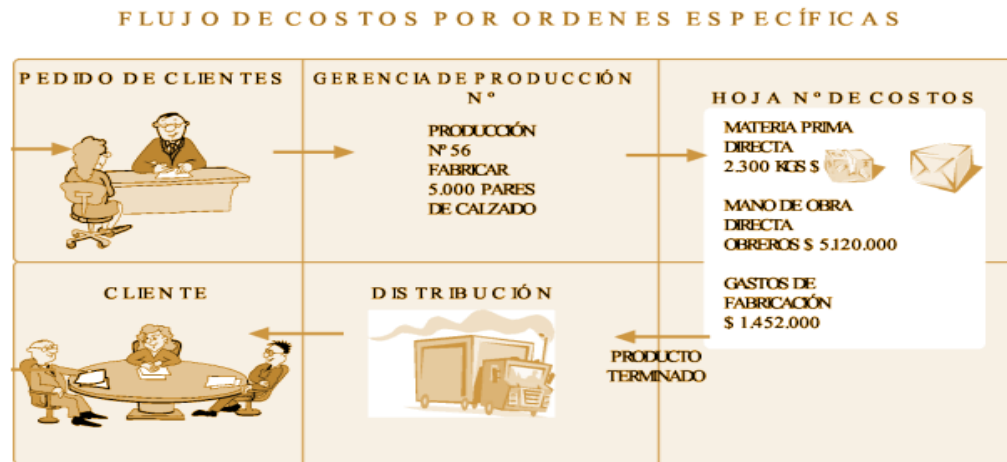 FLUJO DE COSTOS POR ORDENES ESPECÍFICAS
PEDIDO DE CLIENTES
GERENCIA DE PRODUCCIÓN
Nº
PRODUCCIÓN
Nº 56
FABRICAR
5.000 PARES
DE CALZADO
HOJA Nº DE COSTOS
MATERIA PRIMA
DIRECTA
2.300 KGS $
MANO DE OBRA
DIRECTA
OBREROS $ 5.120.000
GASTOS DE
FABRICACIÓN
$ 1.452.000
PRODUCTO
TERMINADO
DISTRIBUCIÓN
CLIENTE